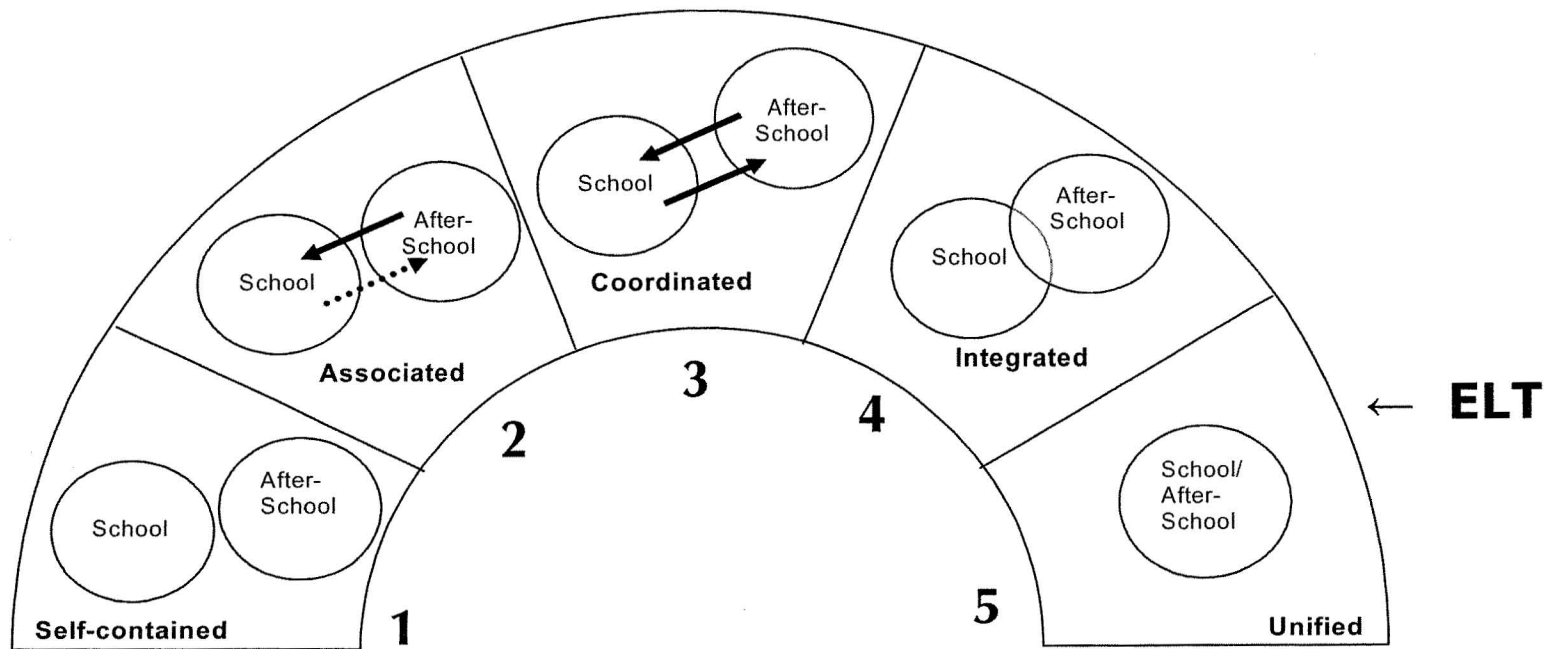 School
After-
School
Self-contained
1
School
After-
School
Associated
2
School
After-
School
Coordinated
3
School
After-
School
Integrated
4
School/
After-
School
Unified
5
← ELT